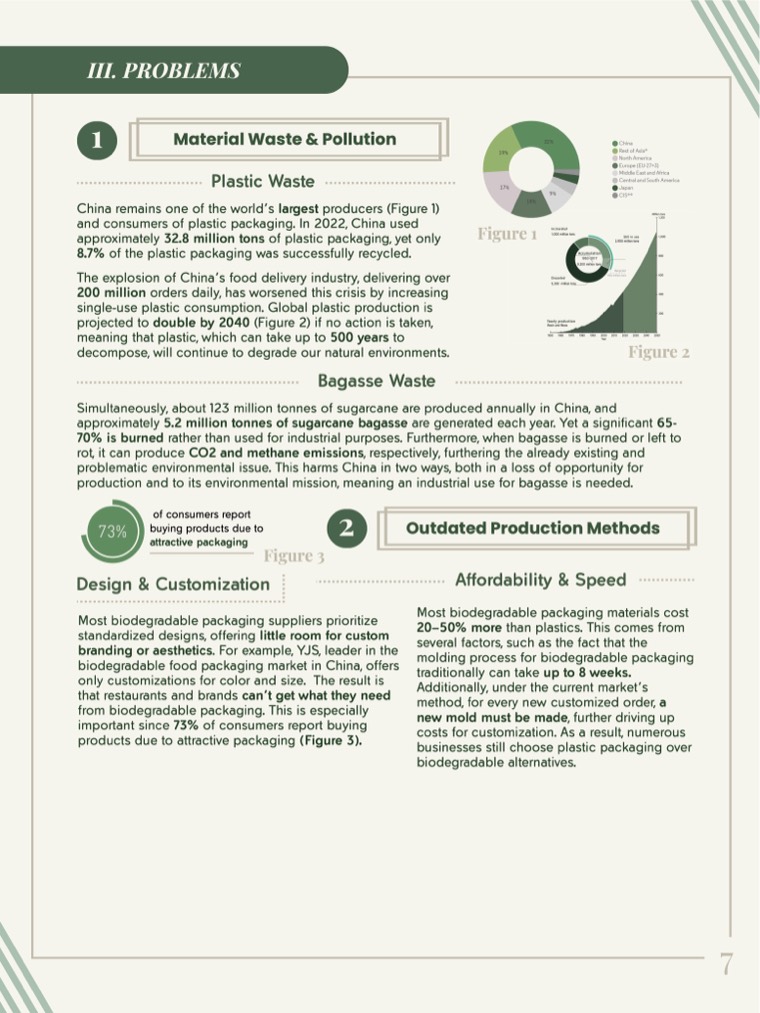 III. PROBLEMS
1
Material Waste & Pollution
Plastic Waste
China remains one of the world's largest producers (Figure 1)
and consumers of plastic packaging. In 2022, China used
approximately 32.8 million tons of plastic packaging, yet only
8.7% of the plastic packaging was successfully recycled.
The explosion of China's food delivery industry, delivering over
200 million orders daily, has worsened this crisis by increasing
single-use plastic consumption. Global plastic production is
projected to double by 2040 (Figure 2) if no action is taken,
meaning that plastic, which can take up to 500 years to
decompose, will continue to degrade our natural environments.
19%
17%
9%
China
Rest of Asia*
North America
Europe (EU 27+3)
Middle East and Africa
Central and South America
Japan
CIS**
Figure 1
Figure 2
Bagasse Waste
Simultaneously, about 123 million tonnes of sugarcane are produced annually in China, and
approximately 5.2 million tonnes of sugarcane bagasse are generated each year. Yet a significant 65-
70% is burned rather than used for industrial purposes. Furthermore, when bagasse is burned or left to
rot, it can produce CO2 and methane emissions, respectively, furthering the already existing and
problematic environmental issue. This harms China in two ways, both in a loss of opportunity for
production and to its environmental mission, meaning an industrial use for bagasse is needed.
73%
of consumers report
buying products due to
attractive packaging
Figure 3
2
Outdated Production Methods
Design & Customization
Most biodegradable packaging suppliers prioritize
standardized designs, offering little room for custom
branding or aesthetics. For example, YJS, leader in the
biodegradable food packaging market in China, offers
only customizations for color and size. The result is
that restaurants and brands can't get what they need
from biodegradable packaging. This is especially
important since 73% of consumers report buying
products due to attractive packaging (Figure 3).
Affordability & Speed
Most biodegradable packaging materials cost
20–50% more than plastics. This comes from
several factors, such as the fact that the
molding process for biodegradable packaging
traditionally can take up to 8 weeks.
Additionally, under the current market's
method, for every new customized order, a
new mold must be made, further driving up
costs for customization. As a result, numerous
businesses still choose plastic packaging over
biodegradable alternatives.
7